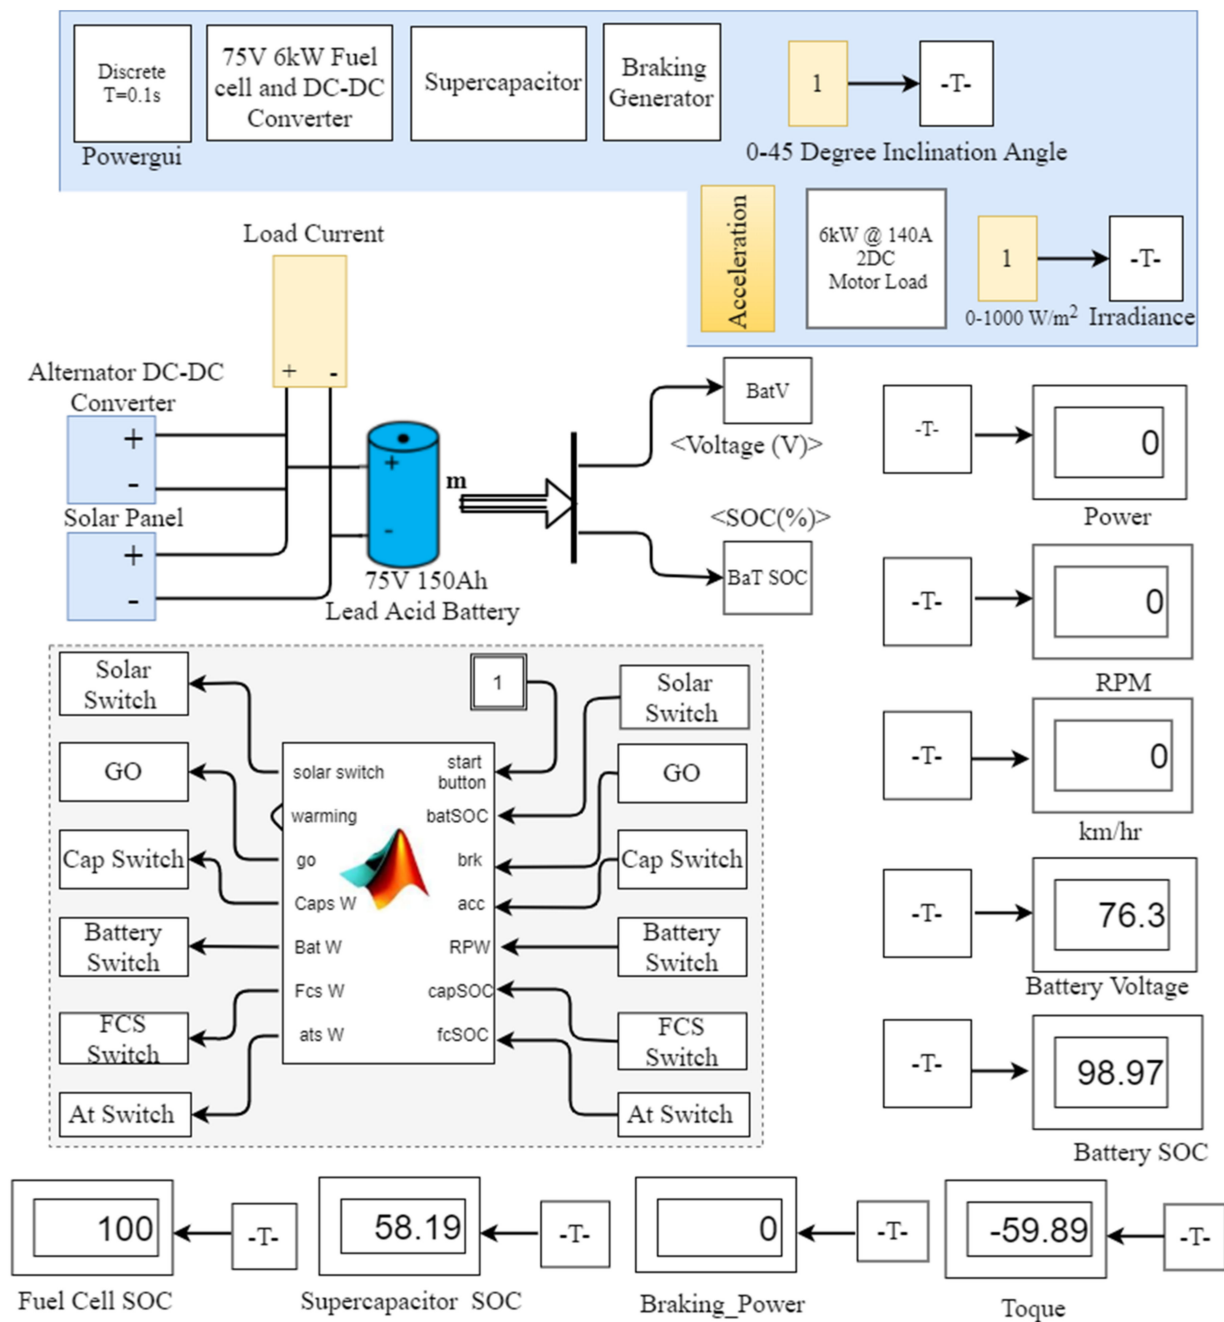 Discrete
T=0.1s
Powergui
75V 6kW Fuel
cell and DC-DC
Converter
Supercapacitor
Braking
Generator
1
-T-
0-45 Degree Inclination Angle
Acceleration
6kW @ 140A
2DC
Motor Load
1
-T-
0-1000 W/m²
Irradiance
Load Current
+ -
Alternator DC-DC
Converter
+
-
Solar Panel
+
-
+
-
m
75V 150Ah
Lead Acid Battery
BatV
<Voltage (V)>
<SOC(%)>
BaT SOC
-T-
0
Power
-T-
0
RPM
-T-
0
km/hr
-T-
76.3
Battery Voltage
-T-
98.97
Battery SOC
Solar
Switch
GO
Cap Switch
Battery
Switch
FCS
Switch
At Switch
1
solar switch
warming
go
Caps W
Bat W
Fcs W
ats W
start
button
batSOC
brk
acc
RPW
capSOC
fcSOC
Solar
Switch
GO
Cap Switch
Battery
Switch
FCS
Switch
At Switch
100
-T-
Fuel Cell SOC
58.19
-T-
Supercapacitor SOC
0
-T-
Braking_Power
-59.89
-T-
Toque